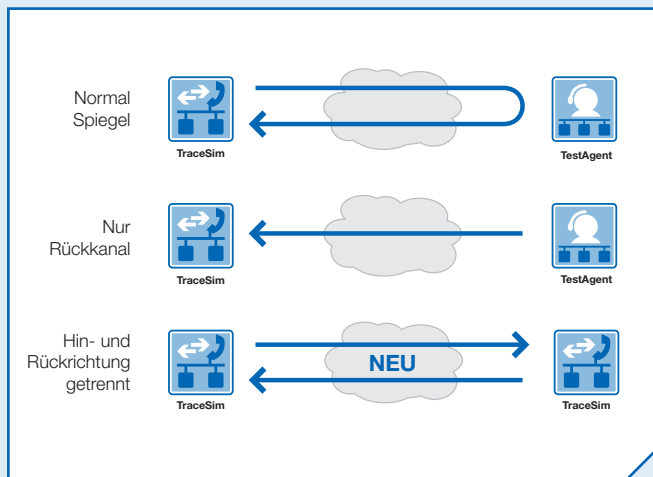 Normal
Spiegel
TraceSim
TestAgent
Nur
Rückkanal
TraceSim
TestAgent
Hin- und
Rückrichtung
getrennt
NEU
TraceSim
TraceSim